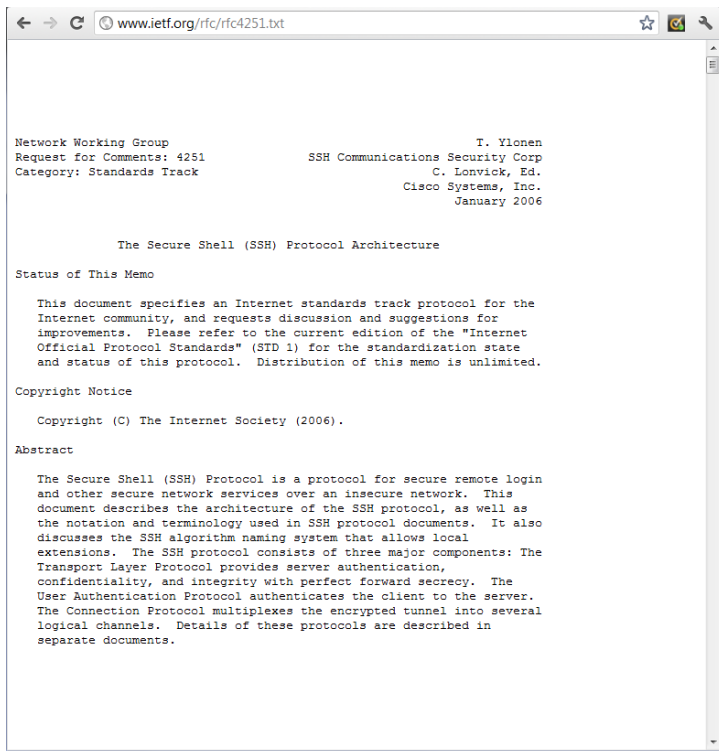 www.ietf.org/rfc/rfc4251.txt
Network Working Group                                          T. Ylonen
Request for Comments: 4251              SSH Communications Security Corp
Category: Standards Track                                C. Lonvick, Ed.
Cisco Systems, Inc.
January 2006
The Secure Shell (SSH) Protocol Architecture
Status of This Memo
This document specifies an Internet standards track protocol for the
Internet community, and requests discussion and suggestions for
improvements.  Please refer to the current edition of the "Internet
Official Protocol Standards" (STD 1) for the standardization state
and status of this protocol.  Distribution of this memo is unlimited.
Copyright Notice
Copyright (C) The Internet Society (2006).
Abstract
The Secure Shell (SSH) Protocol is a protocol for secure remote login
and other secure network services over an insecure network.  This
document describes the architecture of the SSH protocol, as well as
the notation and terminology used in SSH protocol documents.  It also
discusses the SSH algorithm naming system that allows local
extensions.  The SSH protocol consists of three major components: The
Transport Layer Protocol provides server authentication,
confidentiality, and integrity with perfect forward secrecy.  The
User Authentication Protocol authenticates the client to the server.
The Connection Protocol multiplexes the encrypted tunnel into several
logical channels.  Details of these protocols are described in
separate documents.